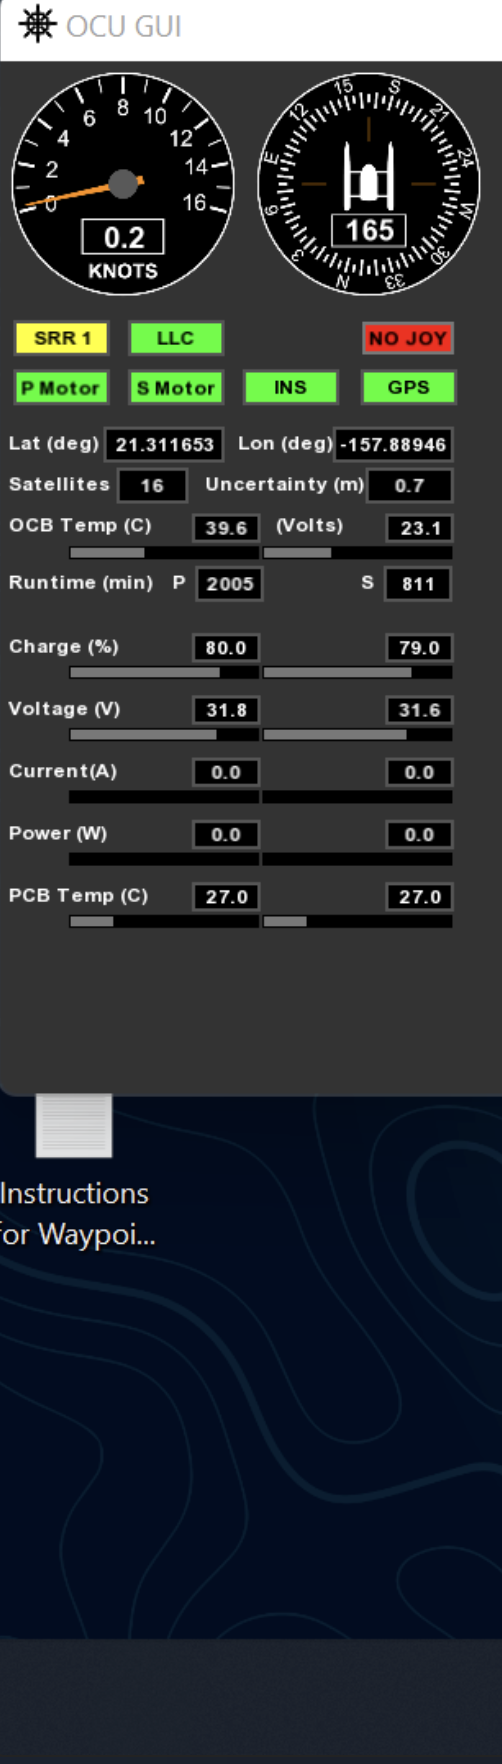 OCU GUI
0 2 4 6 8 10 12 14 16
0.2
KNOTS
N 3 6 E 12 15 S 21 24 W 30 33
165
SRR 1 LLC NO JOY
P Motor S Motor INS GPS
Lat (deg) 21.311653 Lon (deg) -157.88946
Satellites 16 Uncertainty (m) 0.7
OCB Temp (C) 39.6 (Volts) 23.1
Runtime (min) P 2005 S 811
Charge (%) 80.0 79.0
Voltage (V) 31.8 31.6
Current(A) 0.0 0.0
Power (W) 0.0 0.0
PCB Temp (C) 27.0 27.0
Instructions
for Waypoi...